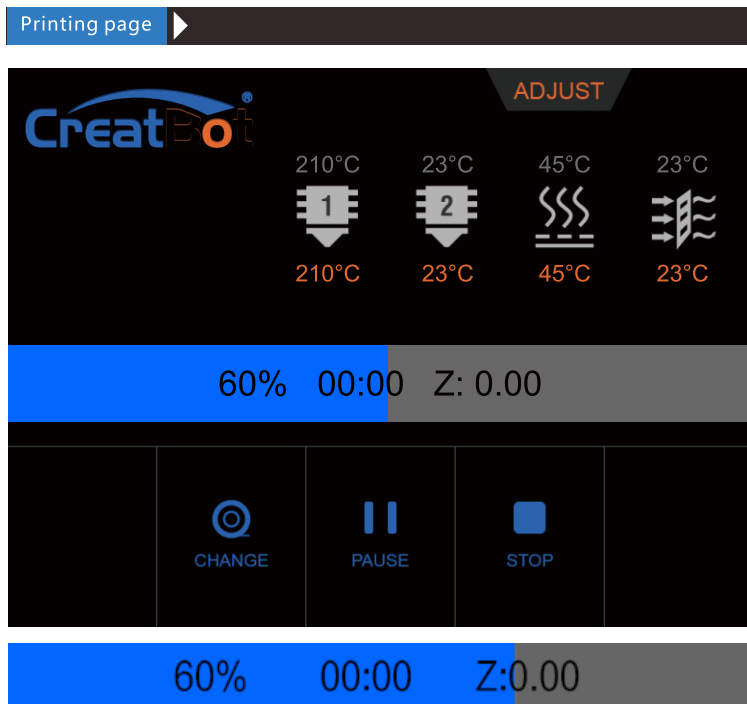 Printing page
ADJUST
CreatBot®
210°C 23°C 45°C 23°C
1 2
210°C 23°C 45°C 23°C
60% 00:00 Z: 0.00
CHANGE PAUSE STOP
60% 00:00 Z:0.00